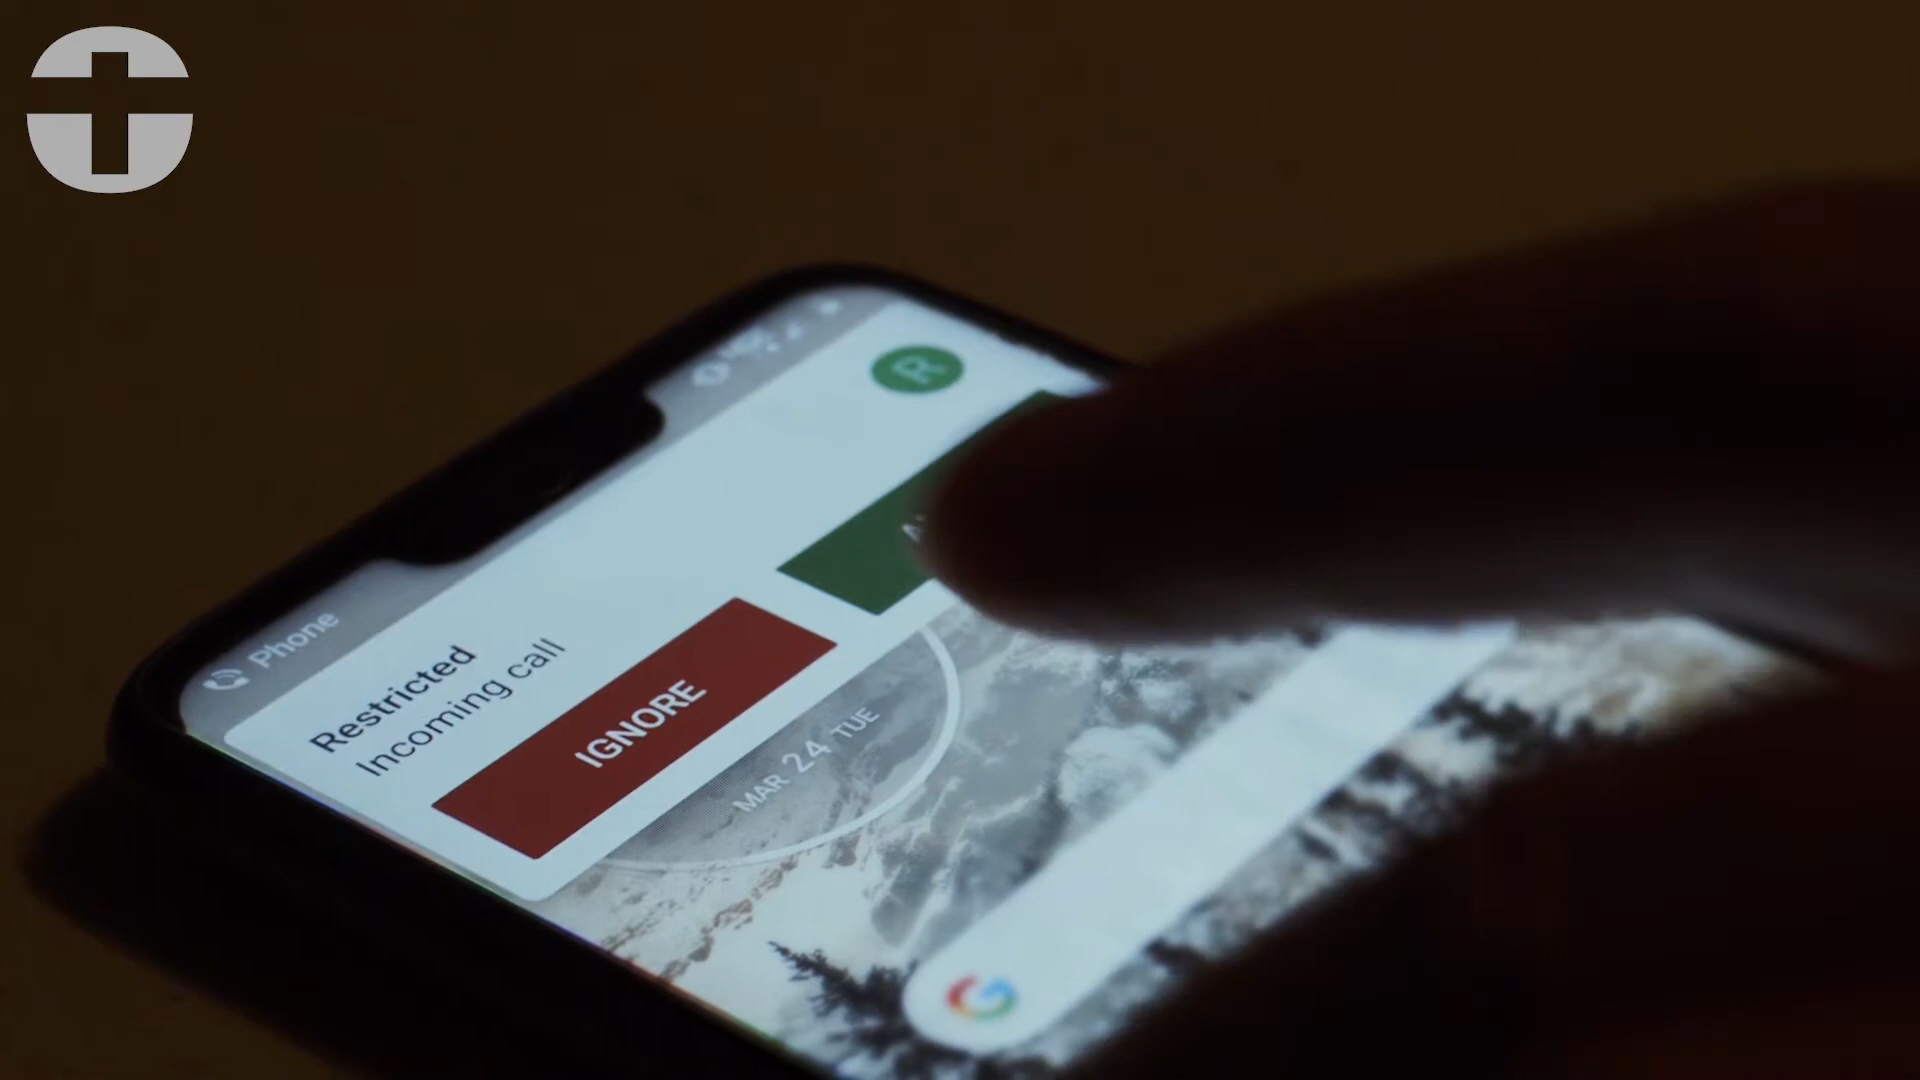 Phone
R
Restricted
Incoming call
IGNORE
MAR 24 TUE
G